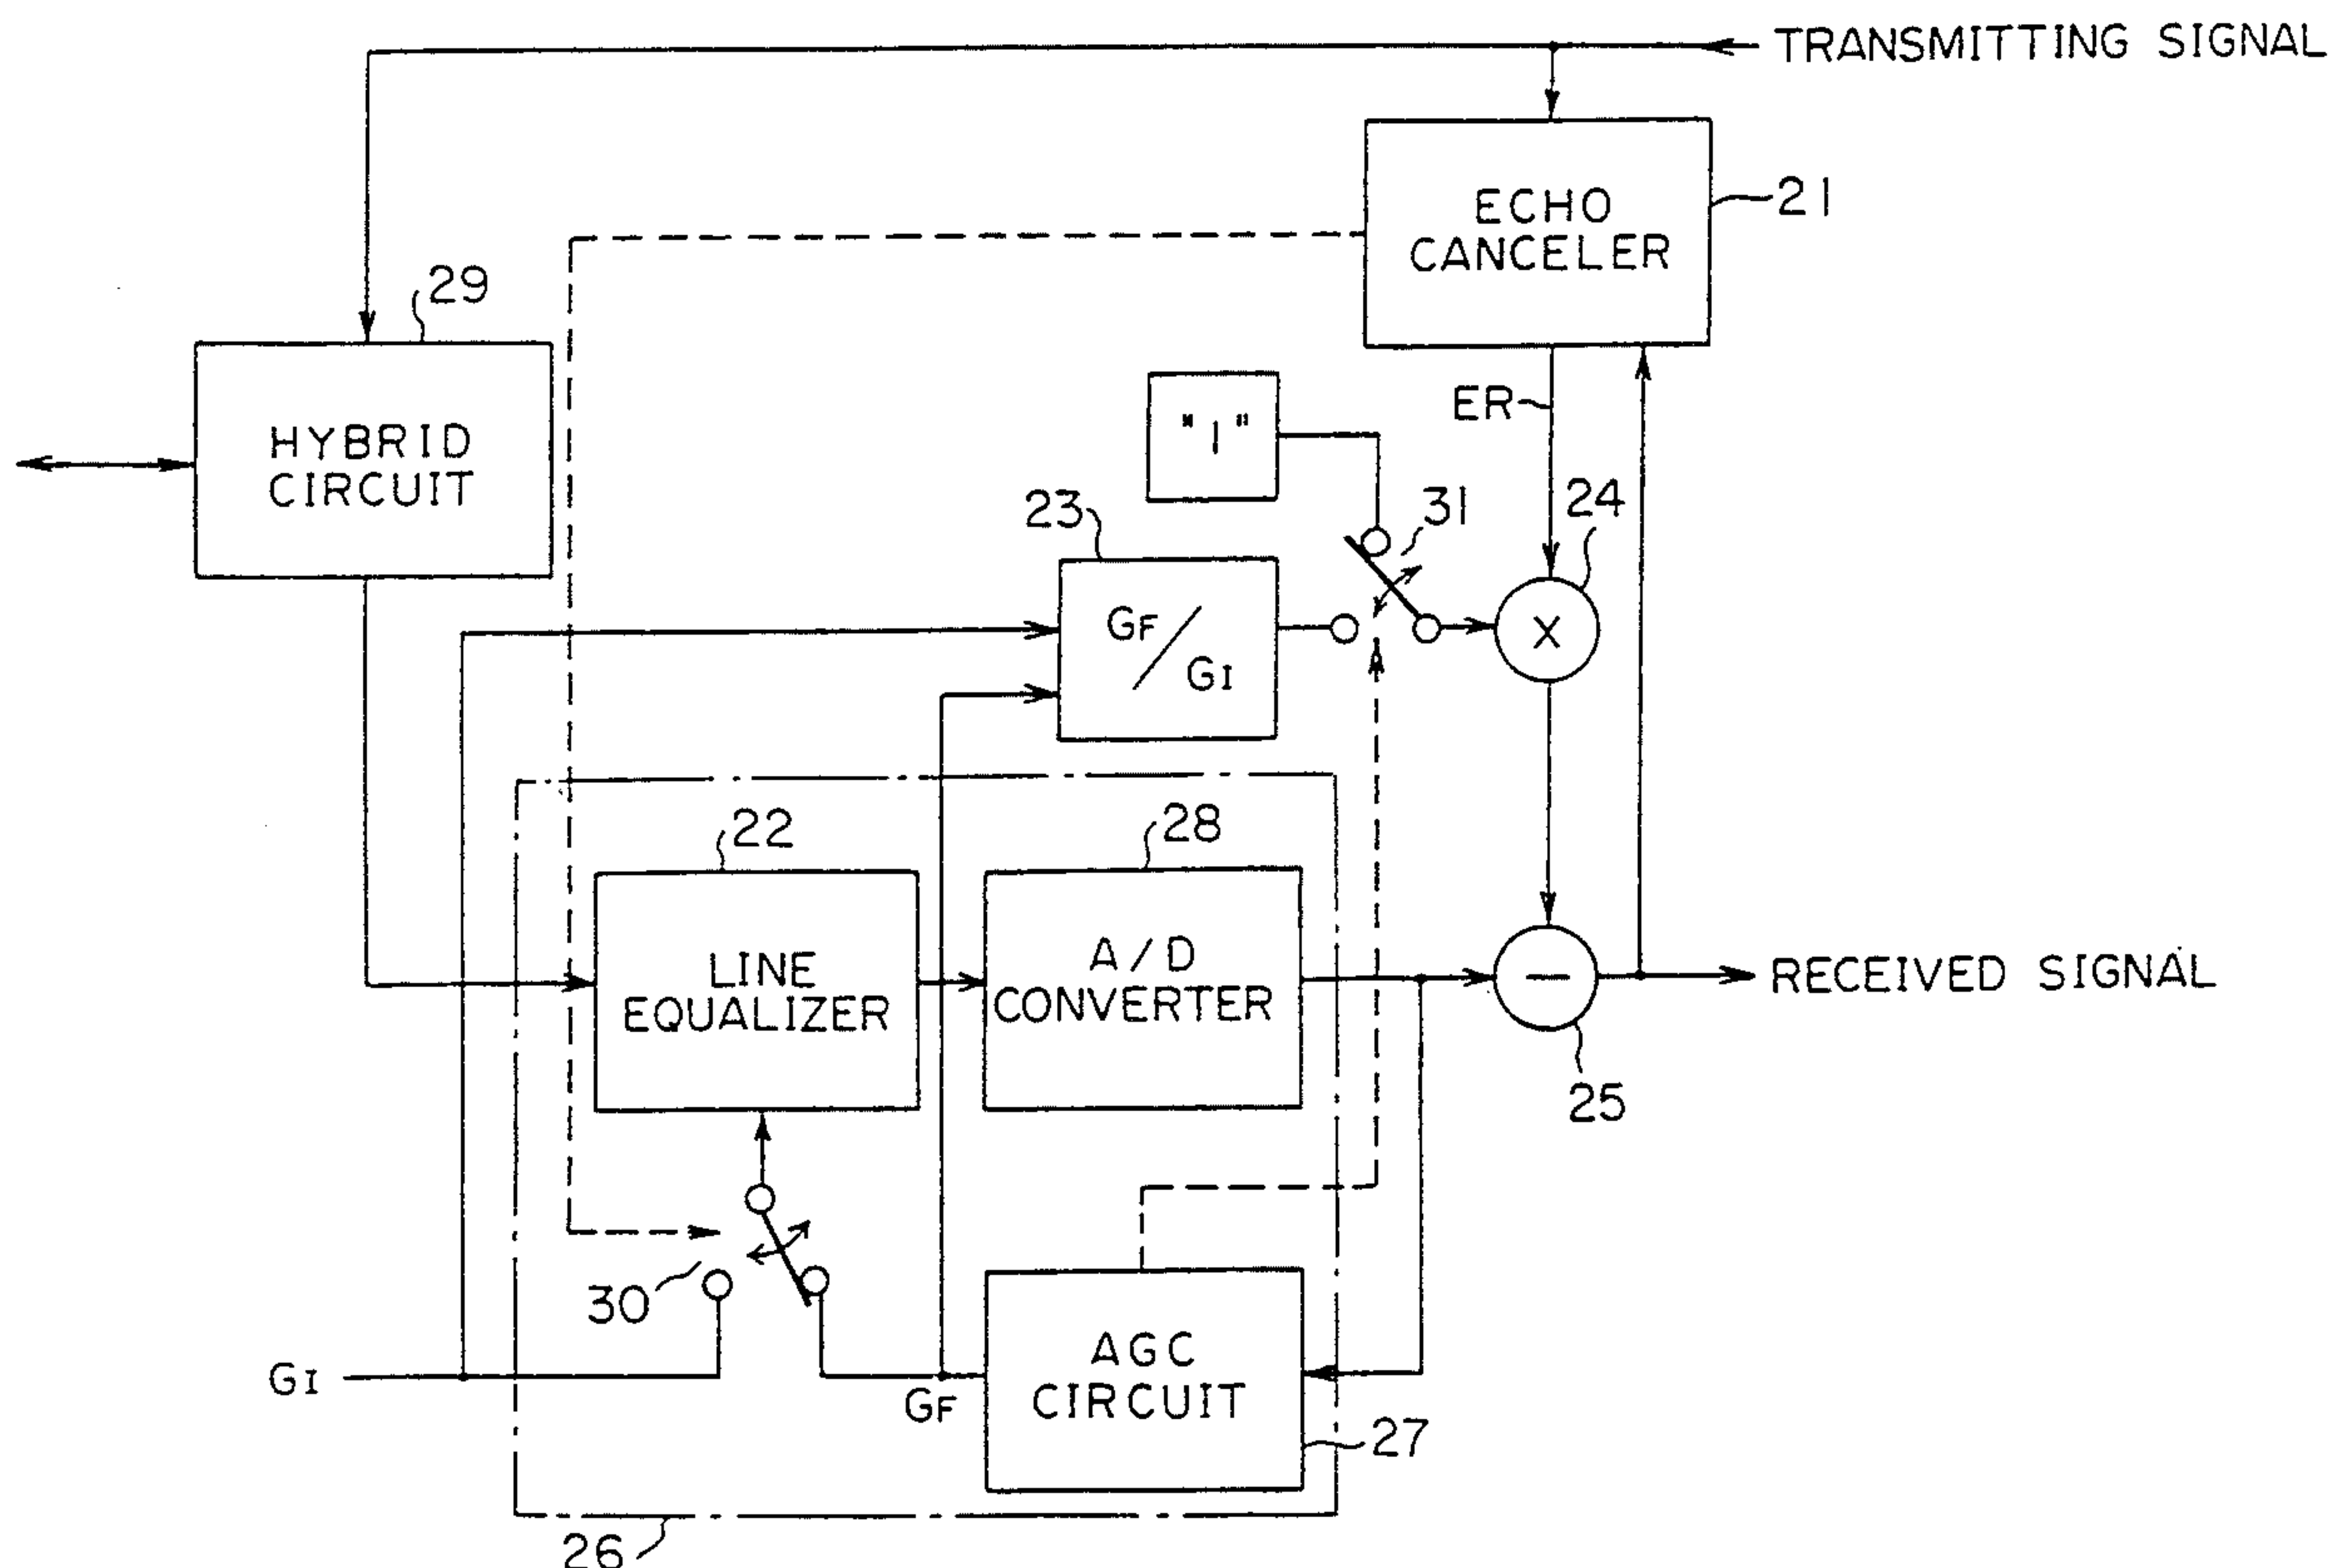 TRANSMITTING SIGNAL
ECHO
CANCELER
21
29
HYBRID
CIRCUIT
ER
"1"
23
31
24
GF/GI
X
22
28
LINE
EQUALIZER
A/D
CONVERTER
−
RECEIVED SIGNAL
25
30
GI
GF
AGC
CIRCUIT
27
26